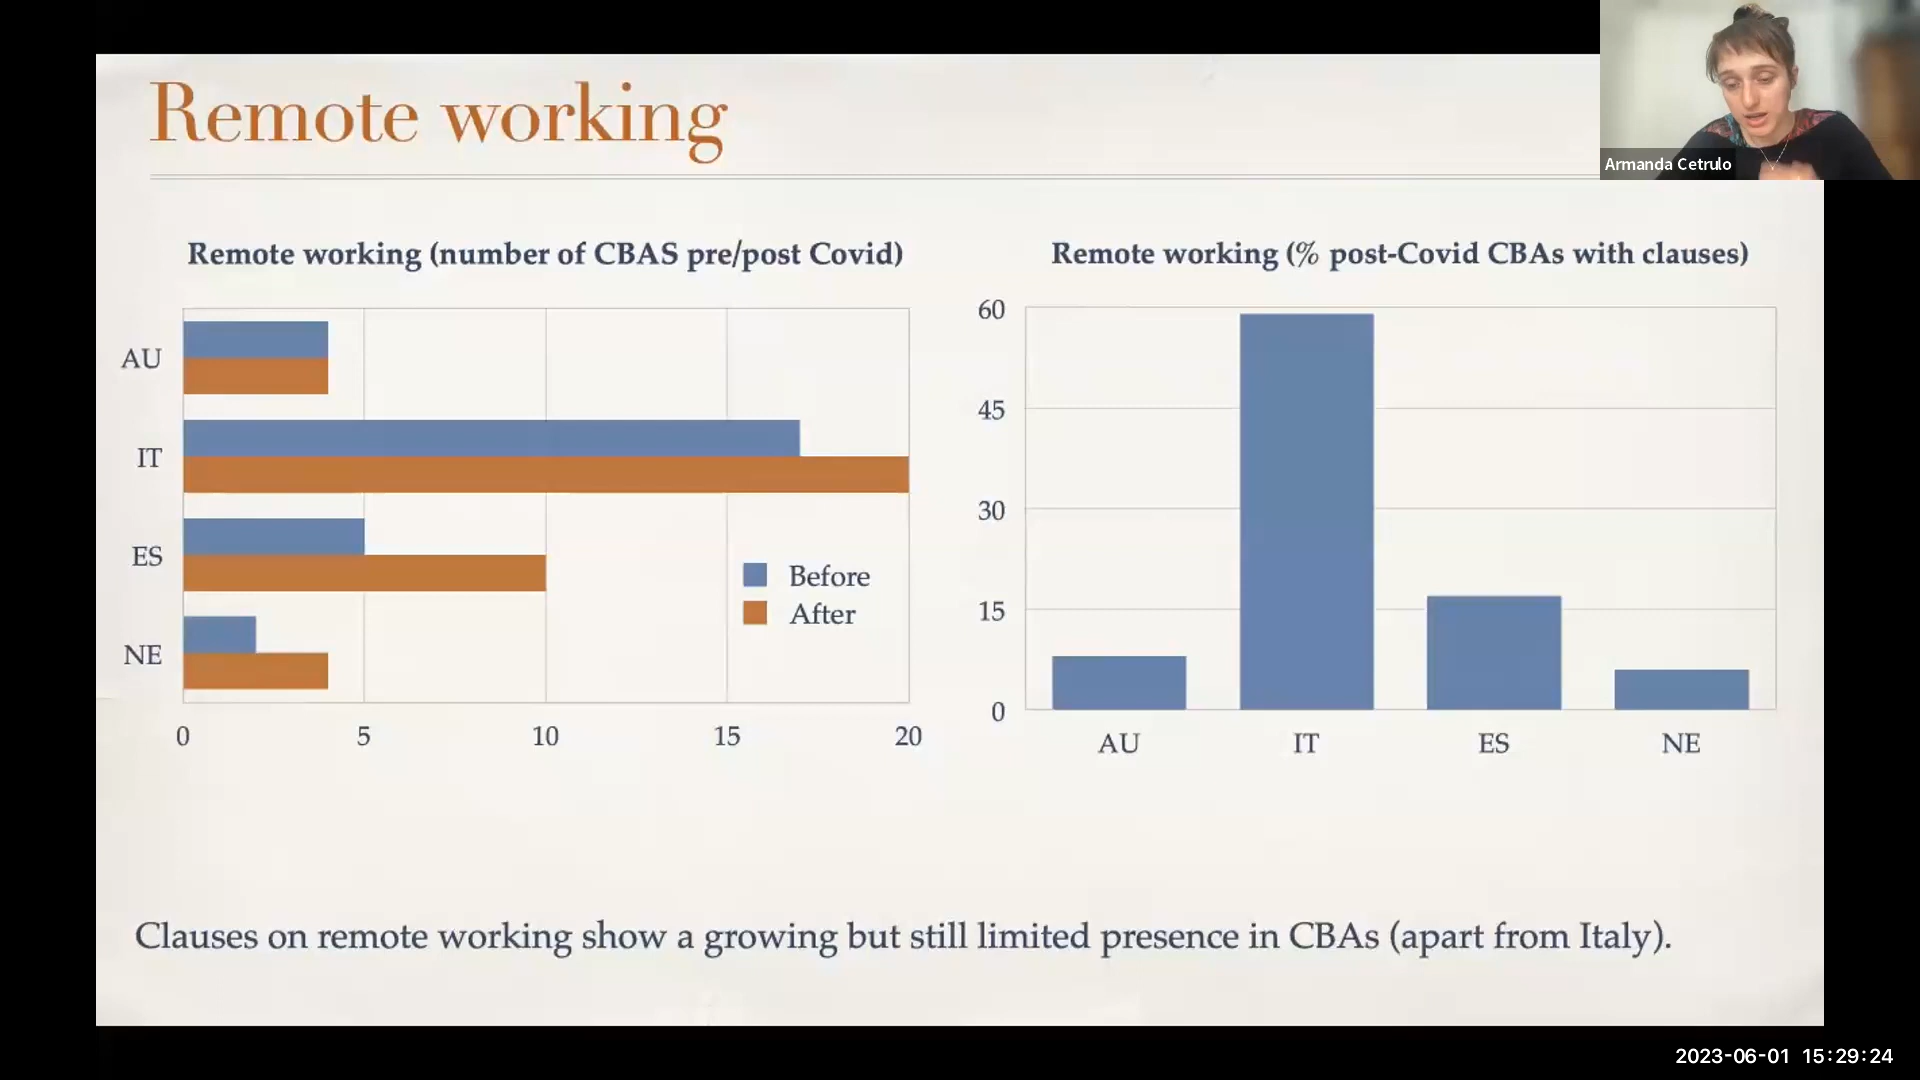 Remote working
Armanda Cetrulo
Remote working (number of CBAS pre/post Covid)
AU
IT
ES
NE
Before
After
0 5 10 15 20
Remote working (% post-Covid CBAs with clauses)
60
45
30
15
0
AU IT ES NE
Clauses on remote working show a growing but still limited presence in CBAs (apart from Italy).
2023-06-01 15:29:24